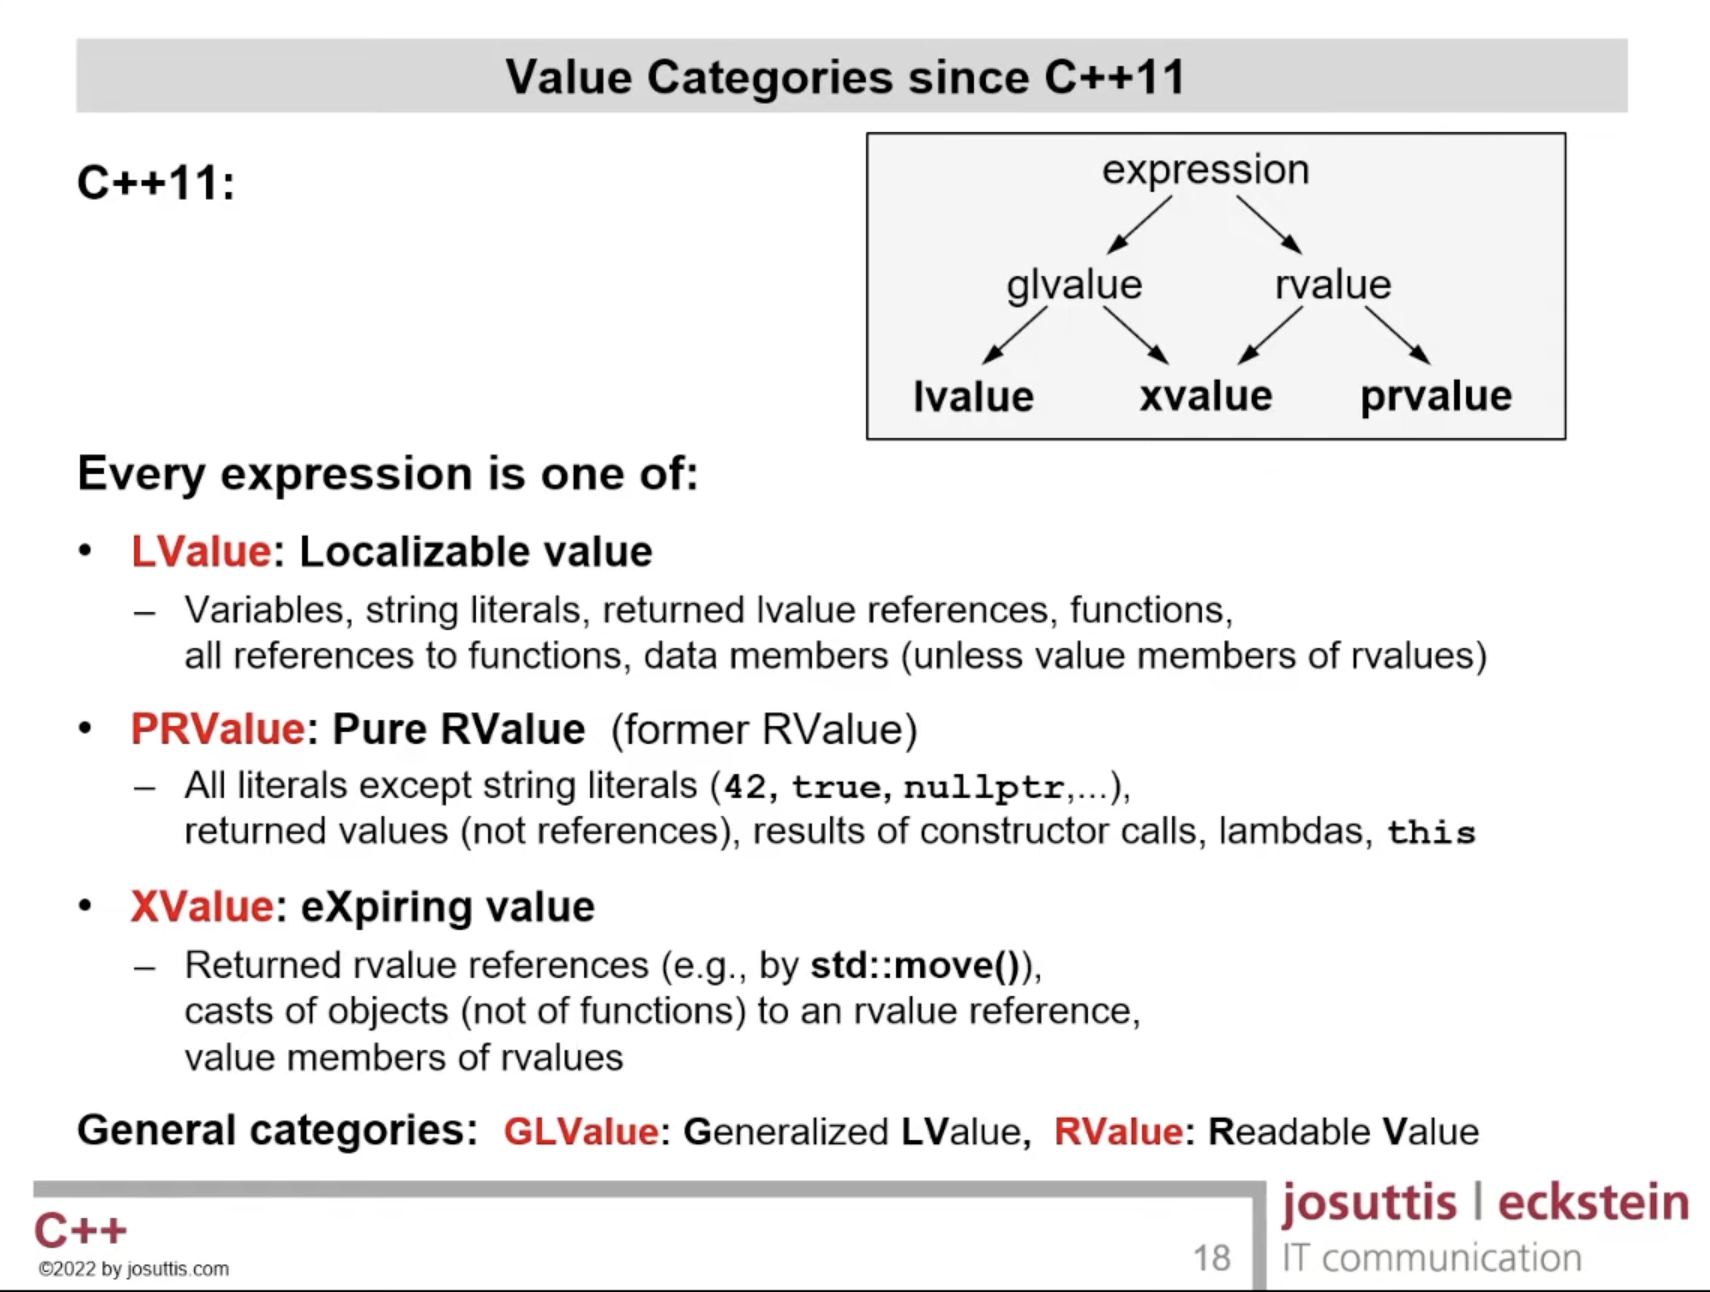 Value Categories since C++11
C++11:
expression
glvalue rvalue
lvalue xvalue prvalue
Every expression is one of:
• LValue: Localizable value
– Variables, string literals, returned lvalue references, functions,
all references to functions, data members (unless value members of rvalues)
• PRValue: Pure RValue (former RValue)
– All literals except string literals (42, true, nullptr,...),
returned values (not references), results of constructor calls, lambdas, this
• XValue: eXpiring value
– Returned rvalue references (e.g., by std::move()),
casts of objects (not of functions) to an rvalue reference,
value members of rvalues
General categories: GLValue: Generalized LValue, RValue: Readable Value
C++
©2022 by josuttis.com
18
josuttis | eckstein
IT communication